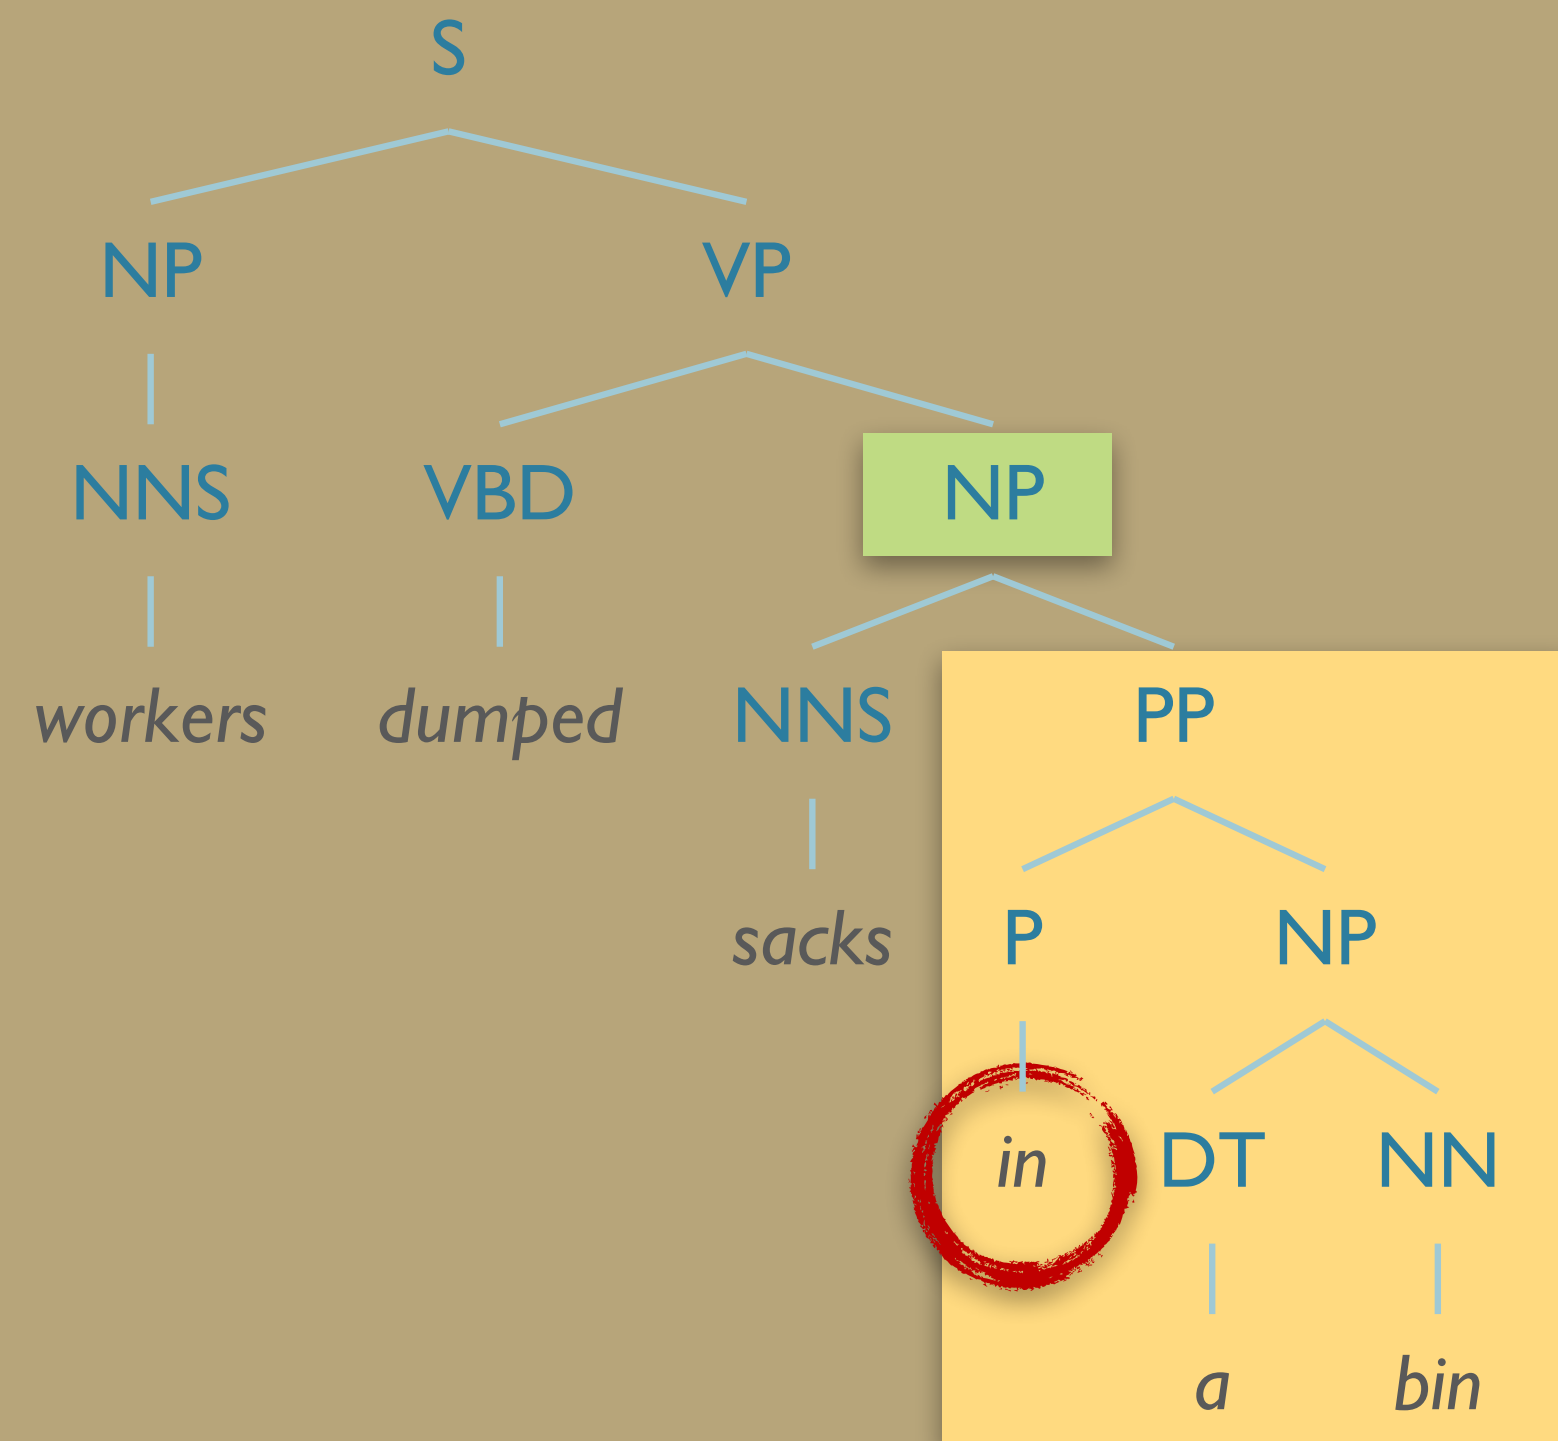 S
NP VP
NNS VBD NP
workers dumped NNS PP
sacks P NP
in DT NN
a bin